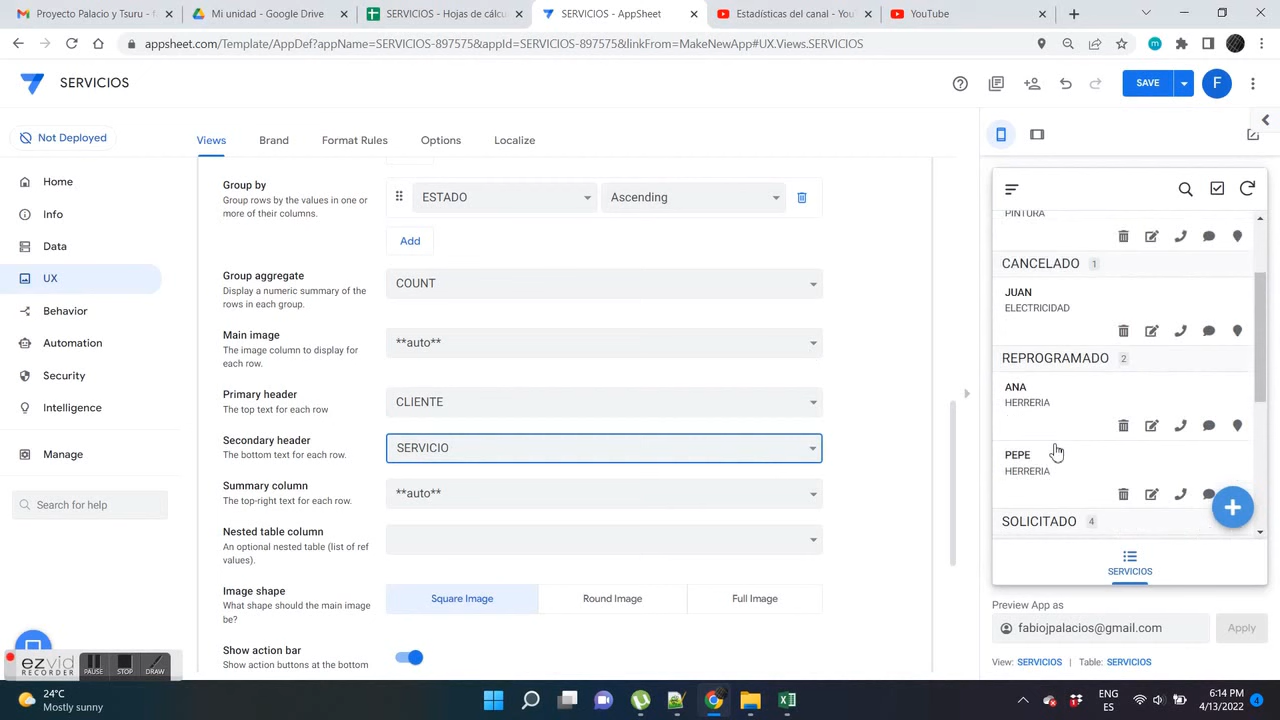 Proyecto Palacio y Tsuru - E
Mi unidad - Google Drive
SERVICIOS - Hojas de cálcu
SERVICIOS - AppSheet
Estadísticas del canal - You
YouTube
appsheet.com/Template/AppDef?appName=SERVICIOS-897575&appId=SERVICIOS-897575&linkFrom=MakeNewApp#UX.Views.SERVICIOS
m
SERVICIOS
SAVE
F
Not Deployed
Views
Brand
Format Rules
Options
Localize
Home
Info
Data
UX
Behavior
Automation
Security
Intelligence
Manage
Search for help
Group by
Group rows by the values in one or
more of their columns.
ESTADO
Ascending
Add
Group aggregate
Display a numeric summary of the
rows in each group.
COUNT
Main image
The image column to display for
each row.
**auto**
Primary header
The top text for each row
CLIENTE
Secondary header
The bottom text for each row.
SERVICIO
Summary column
The top-right text for each row.
**auto**
Nested table column
An optional nested table (list of ref
values).
Image shape
What shape should the main image
be?
Square Image
Round Image
Full Image
Show action bar
Show action buttons at the bottom
PINTURA
CANCELADO 1
JUAN
ELECTRICIDAD
REPROGRAMADO 2
ANA
HERRERIA
PEPE
HERRERIA
SOLICITADO 4
SERVICIOS
Preview App as
fabiojpalacios@gmail.com
Apply
View: SERVICIOS | Table: SERVICIOS
ezvid
RECORDER
PAUSE
STOP
DRAW
24°C
Mostly sunny
ENG
ES
6:14 PM
4/13/2022
4